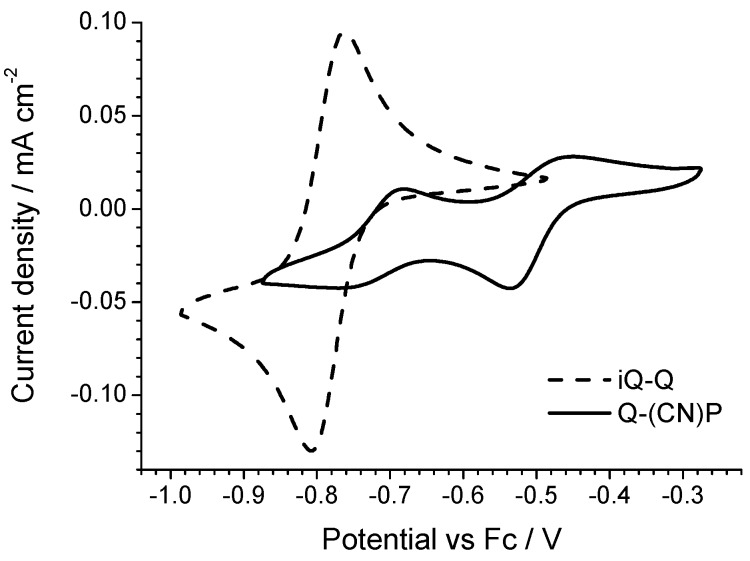 Current density / mA cm⁻²
0.10
0.05
0.00
-0.05
-0.10
iQ-Q
Q-(CN)P
-1.0 -0.9 -0.8 -0.7 -0.6 -0.5 -0.4 -0.3
Potential vs Fc / V